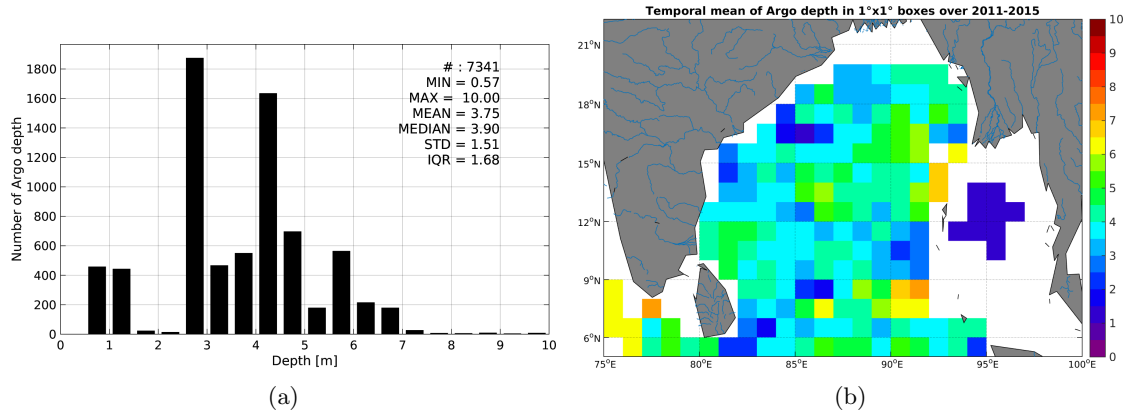 Number of Argo depth
1800
1600
1400
1200
1000
800
600
400
200
0
# : 7341
MIN = 0.57
MAX = 10.00
MEAN = 3.75
MEDIAN = 3.90
STD = 1.51
IQR = 1.68
0 1 2 3 4 5 6 7 8 9 10
Depth [m]
(a)
Temporal mean of Argo depth in 1°x1° boxes over 2011-2015
21°N
18°N
15°N
12°N
9°N
6°N
75°E 80°E 85°E 90°E 95°E 100°E
10
9
8
7
6
5
4
3
2
1
0
(b)